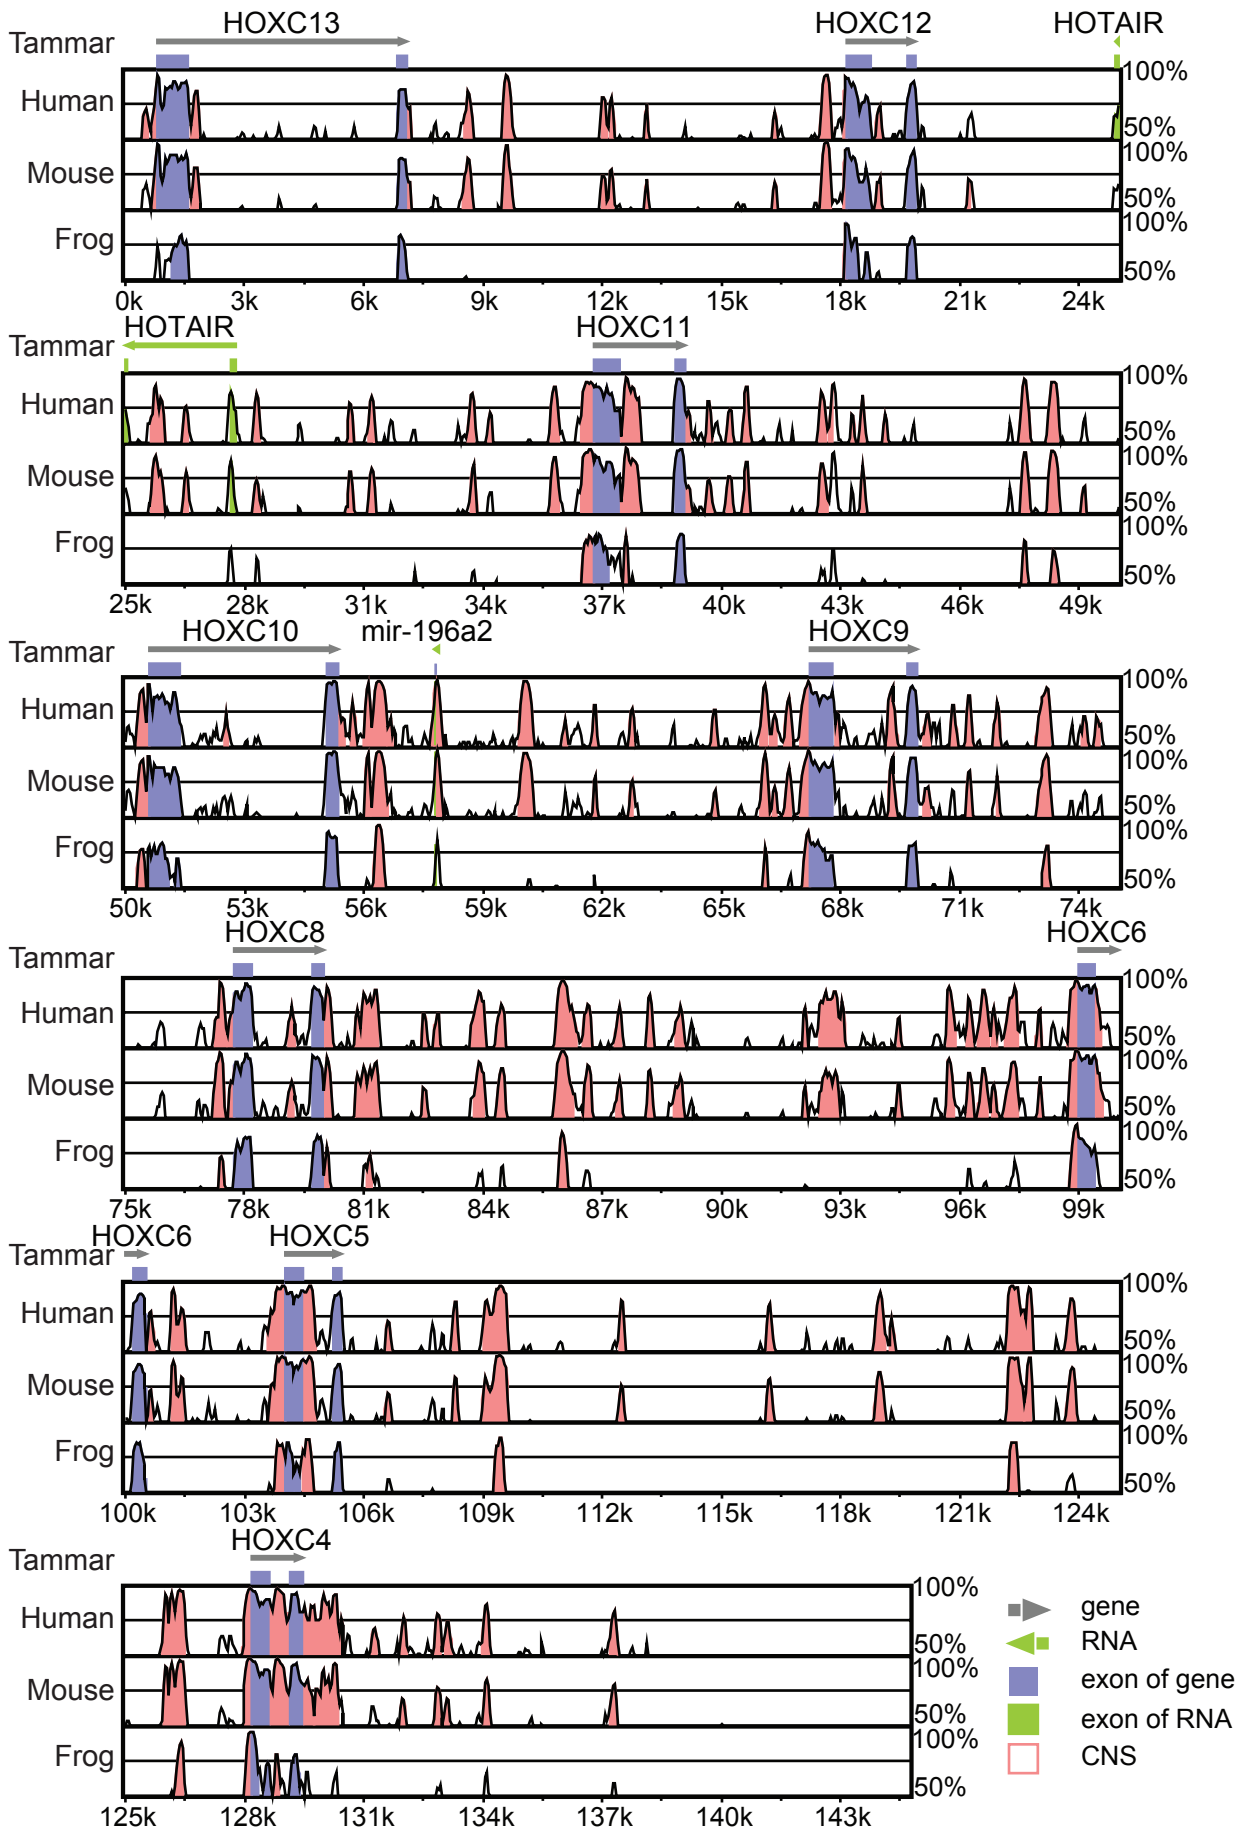 HOXC13 HOXC12 HOTAIR
Tammar
100%
Human
50%
100%
Mouse
50%
100%
Frog
50%
0k 3k 6k 9k 12k 15k 18k 21k 24k
HOTAIR HOXC11
Tammar
100%
Human
50%
100%
Mouse
50%
100%
Frog
50%
25k 28k 31k 34k 37k 40k 43k 46k 49k
HOXC10 mir-196a2 HOXC9
Tammar
100%
Human
50%
100%
Mouse
50%
100%
Frog
50%
50k 53k 56k 59k 62k 65k 68k 71k 74k
HOXC8 HOXC6
Tammar
100%
Human
50%
100%
Mouse
50%
100%
Frog
50%
75k 78k 81k 84k 87k 90k 93k 96k 99k
HOXC6 HOXC5
Tammar
100%
Human
50%
100%
Mouse
50%
100%
Frog
50%
100k 103k 106k 109k 112k 115k 118k 121k 124k
HOXC4
Tammar
100%
Human
50%
100%
Mouse
50%
100%
Frog
50%
125k 128k 131k 134k 137k 140k 143k
gene
RNA
exon of gene
exon of RNA
CNS